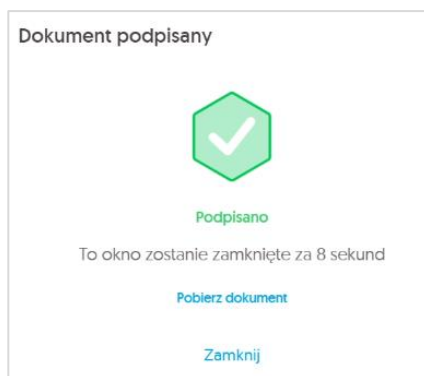 Dokument podpisany
Podpisano
To okno zostanie zamknięte za 8 sekund
Pobierz dokument
Zamknij